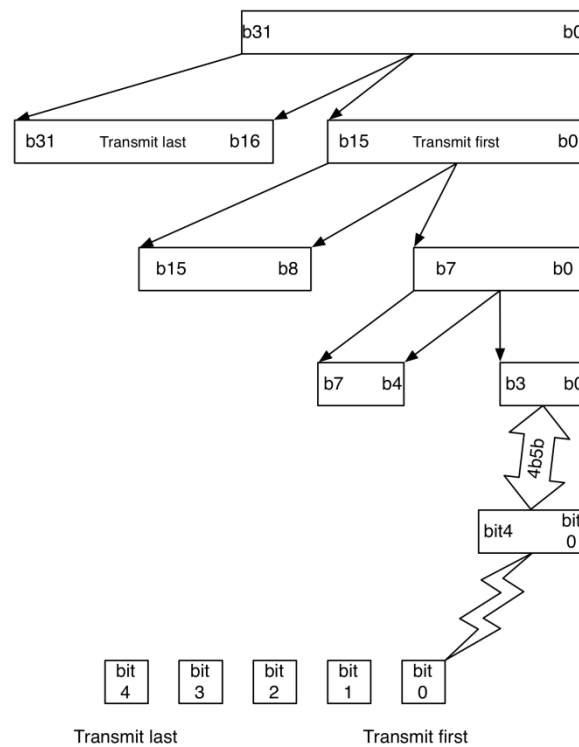 b31 b0
b31 Transmit last b16 b15 Transmit first b0
b15 b8 b7 b0
b7 b4 b3 b0
4b5b
bit4 bit
0
bit bit bit bit bit
4 3 2 1 0
Transmit last Transmit first